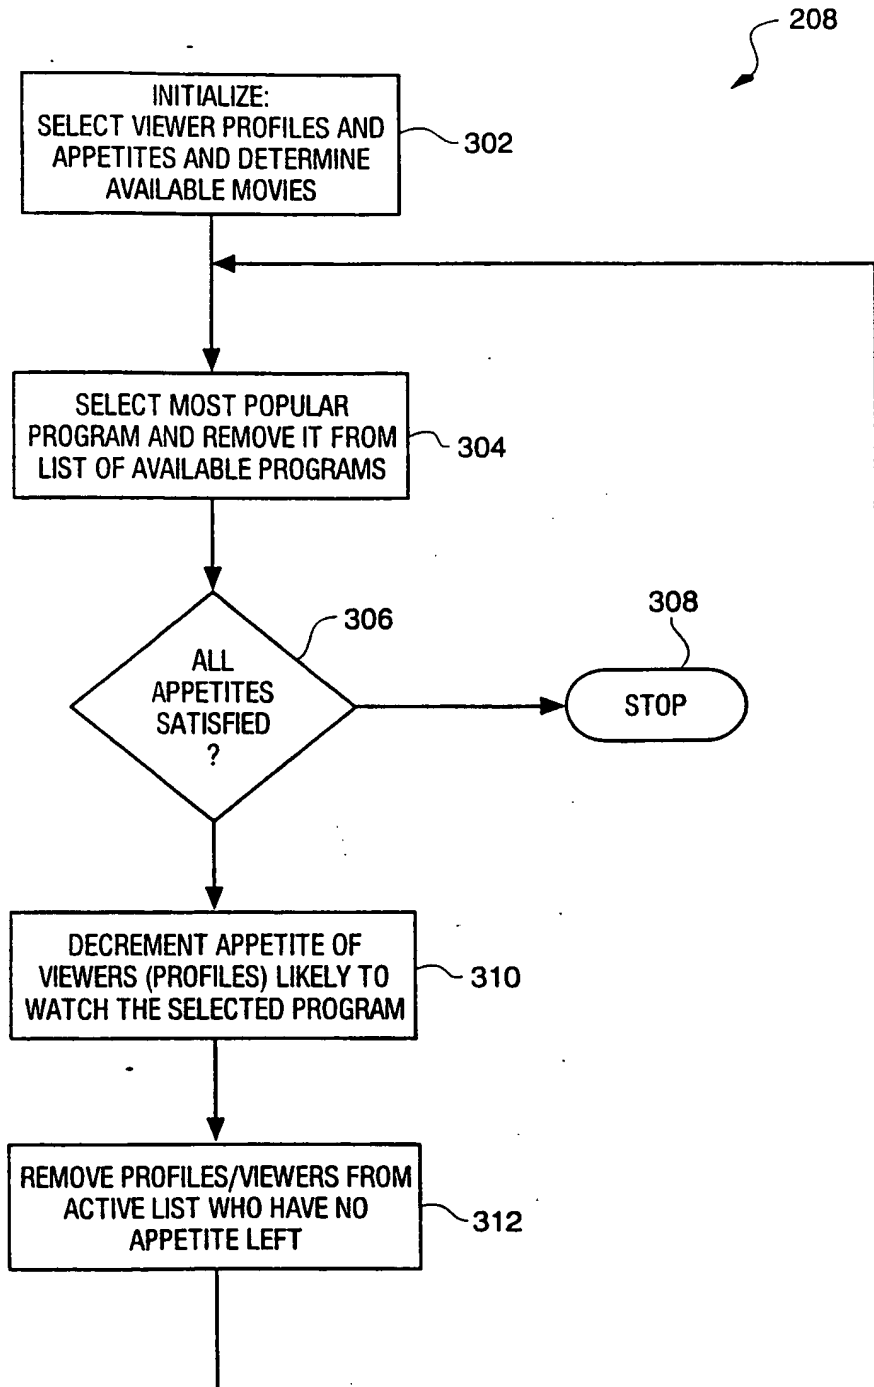 208
INITIALIZE:
SELECT VIEWER PROFILES AND
APPETITES AND DETERMINE
AVAILABLE MOVIES
302
SELECT MOST POPULAR
PROGRAM AND REMOVE IT FROM
LIST OF AVAILABLE PROGRAMS
304
306
ALL
APPETITES
SATISFIED
?
308
STOP
DECREMENT APPETITE OF
VIEWERS (PROFILES) LIKELY TO
WATCH THE SELECTED PROGRAM
310
REMOVE PROFILES/VIEWERS FROM
ACTIVE LIST WHO HAVE NO
APPETITE LEFT
312